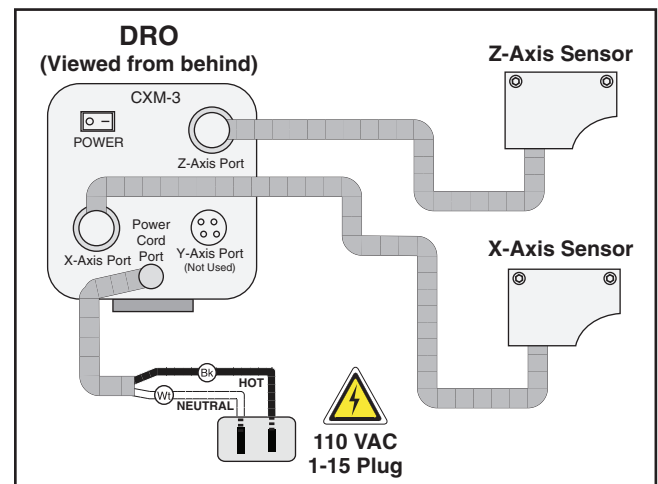 DRO
(Viewed from behind)
CXM-3
POWER
Z-Axis Port
X-Axis Port
Power
Cord
Port
Y-Axis Port
(Not Used)
Z-Axis Sensor
X-Axis Sensor
Bk
HOT
Wt
NEUTRAL
110 VAC
1-15 Plug